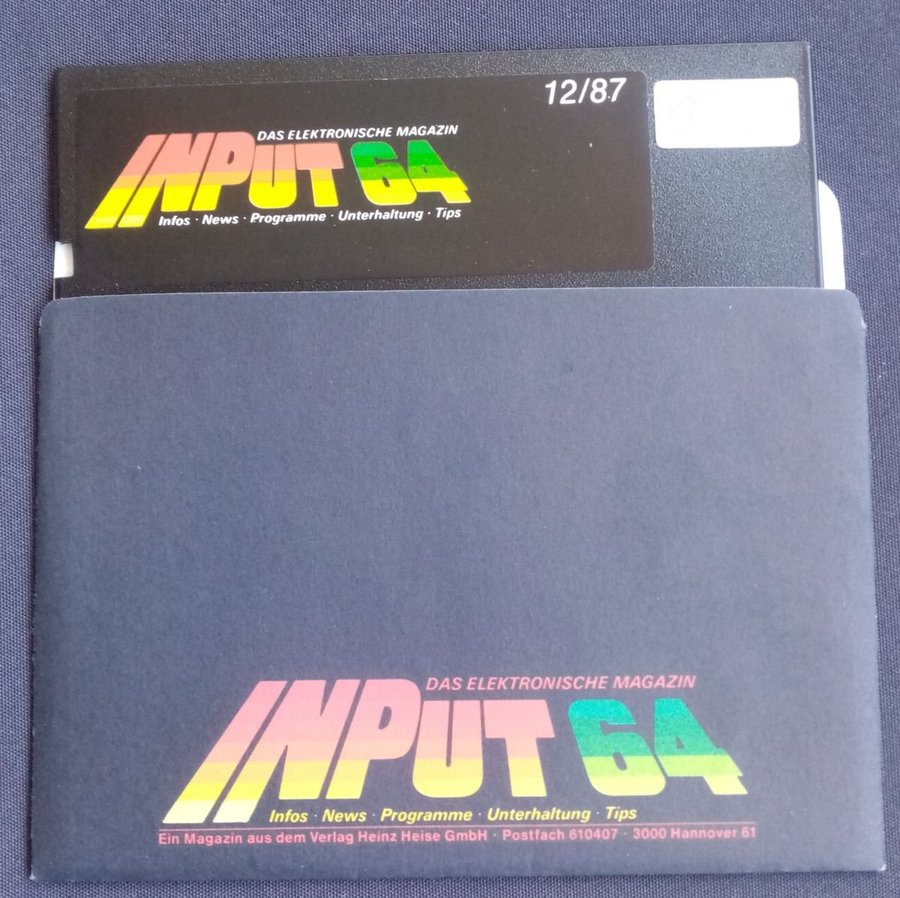 12/87
DAS ELEKTRONISCHE MAGAZIN
INPUT 64
Infos · News · Programme · Unterhaltung · Tips
DAS ELEKTRONISCHE MAGAZIN
INPUT 64
Infos · News · Programme · Unterhaltung · Tips
Ein Magazin aus dem Verlag Heinz Heise GmbH · Postfach 610407 · 3000 Hannover 61